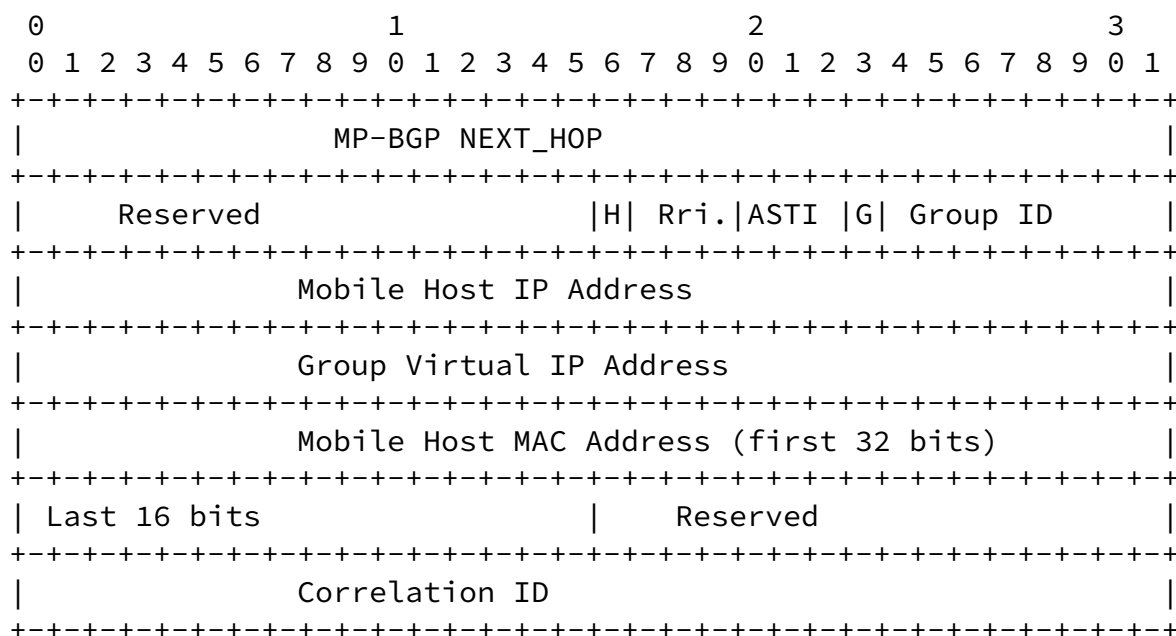 0                   1                   2                   3
 0 1 2 3 4 5 6 7 8 9 0 1 2 3 4 5 6 7 8 9 0 1 2 3 4 5 6 7 8 9 0 1
+-+-+-+-+-+-+-+-+-+-+-+-+-+-+-+-+-+-+-+-+-+-+-+-+-+-+-+-+-+-+-+-+
|                 MP-BGP NEXT_HOP                               |
+-+-+-+-+-+-+-+-+-+-+-+-+-+-+-+-+-+-+-+-+-+-+-+-+-+-+-+-+-+-+-+-+
|     Reserved                  |H| Rri.|ASTI |G| Group ID      |
+-+-+-+-+-+-+-+-+-+-+-+-+-+-+-+-+-+-+-+-+-+-+-+-+-+-+-+-+-+-+-+-+
|               Mobile Host IP Address                          |
+-+-+-+-+-+-+-+-+-+-+-+-+-+-+-+-+-+-+-+-+-+-+-+-+-+-+-+-+-+-+-+-+
|               Group Virtual IP Address                        |
+-+-+-+-+-+-+-+-+-+-+-+-+-+-+-+-+-+-+-+-+-+-+-+-+-+-+-+-+-+-+-+-+
|               Mobile Host MAC Address (first 32 bits)         |
+-+-+-+-+-+-+-+-+-+-+-+-+-+-+-+-+-+-+-+-+-+-+-+-+-+-+-+-+-+-+-+-+
| Last 16 bits                  |    Reserved                   |
+-+-+-+-+-+-+-+-+-+-+-+-+-+-+-+-+-+-+-+-+-+-+-+-+-+-+-+-+-+-+-+-+
|               Correlation ID                                  |
+-+-+-+-+-+-+-+-+-+-+-+-+-+-+-+-+-+-+-+-+-+-+-+-+-+-+-+-+-+-+-+-+